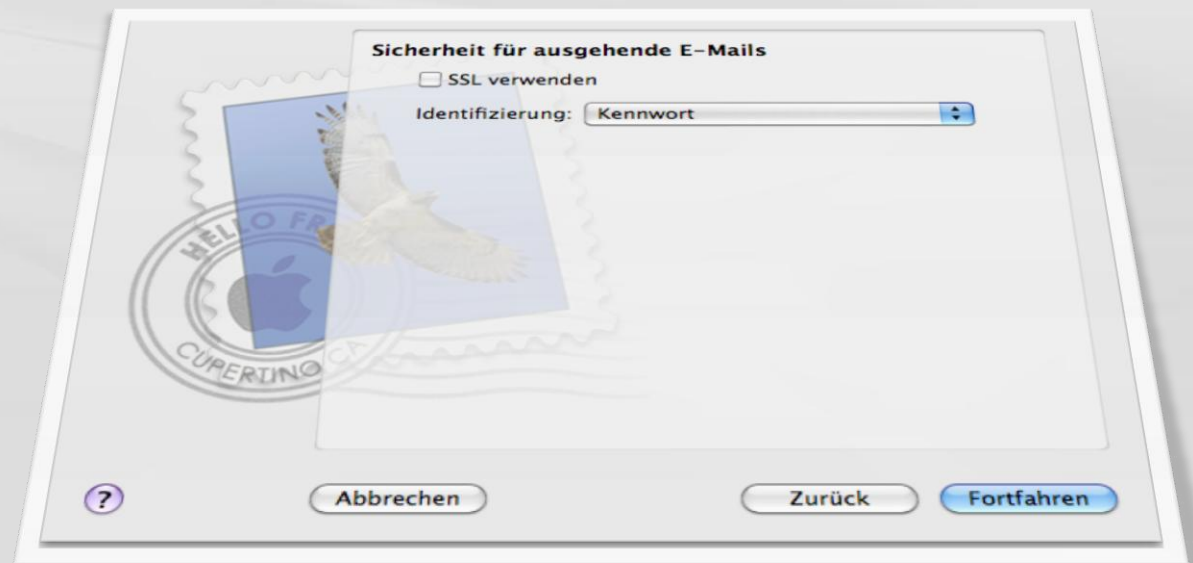 Sicherheit für ausgehende E-Mails
SSL verwenden
Identifizierung: Kennwort
HELLO FR
CUPERTINO CA
?
Abbrechen Zurück Fortfahren